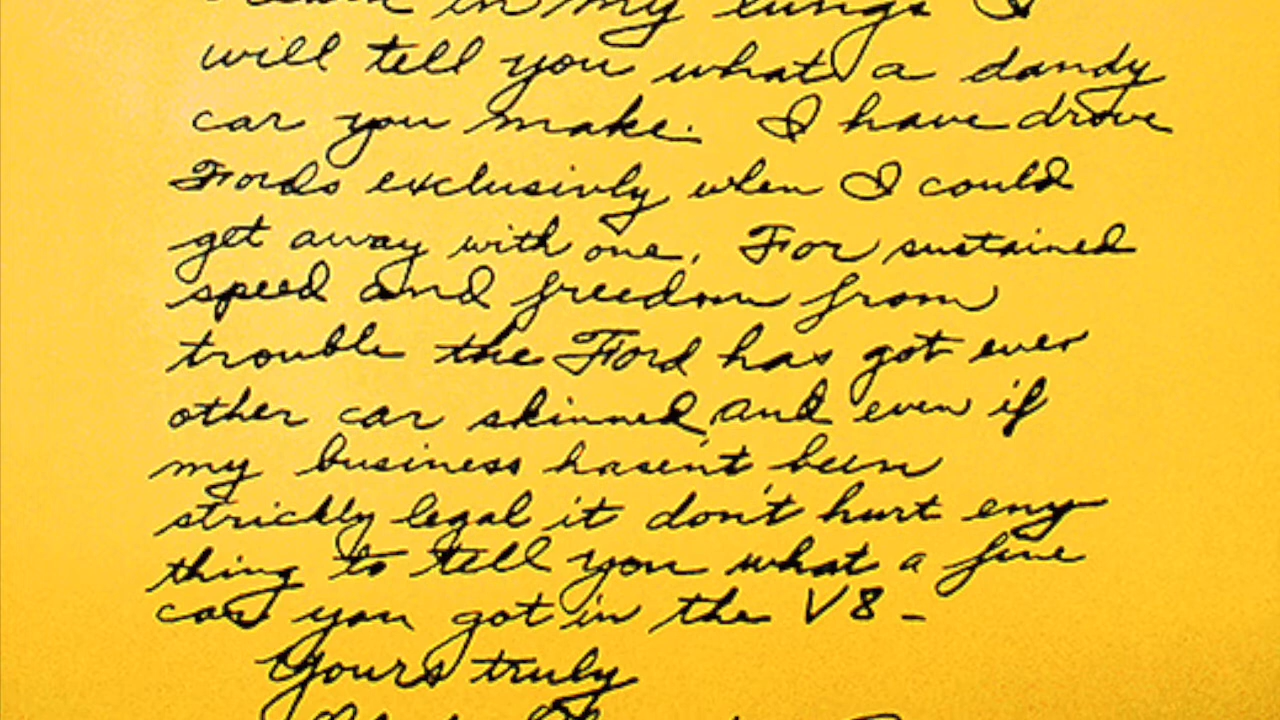 in my lungs I
will tell you what a dandy
car you make. I have drove
Fords exclusivly when I could
get away with one. For sustained
speed and freedom from
trouble the Ford has got ever
other car skinned, and even if
my business hasen't been
strickly legal it don't hurt eny
thing to tell you what a fine
car you got in the V8 -
Yours truly